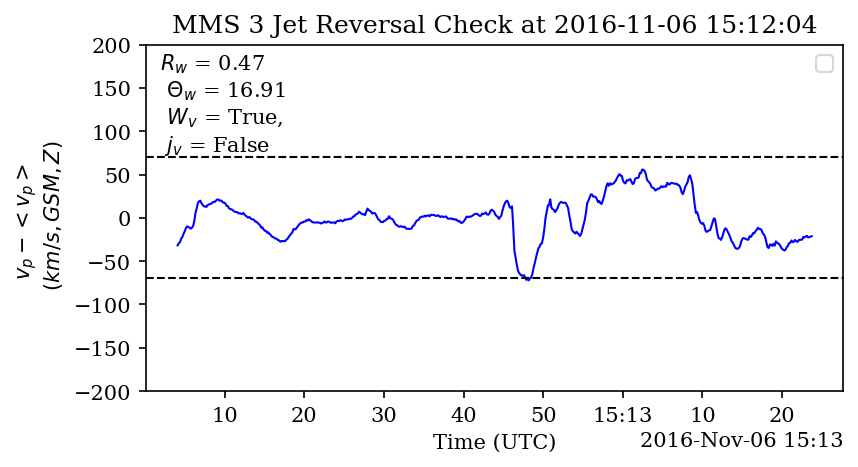 MMS 3 Jet Reversal Check at 2016-11-06 15:12:04
R_w = 0.47
Θ_w = 16.91
W_v = True,
j_v = False
v_p − < v_p >
(km/s, GSM, Z)
200
150
100
50
0
−50
−100
−150
−200
10 20 30 40 50 15:13 10 20
Time (UTC)
2016-Nov-06 15:13